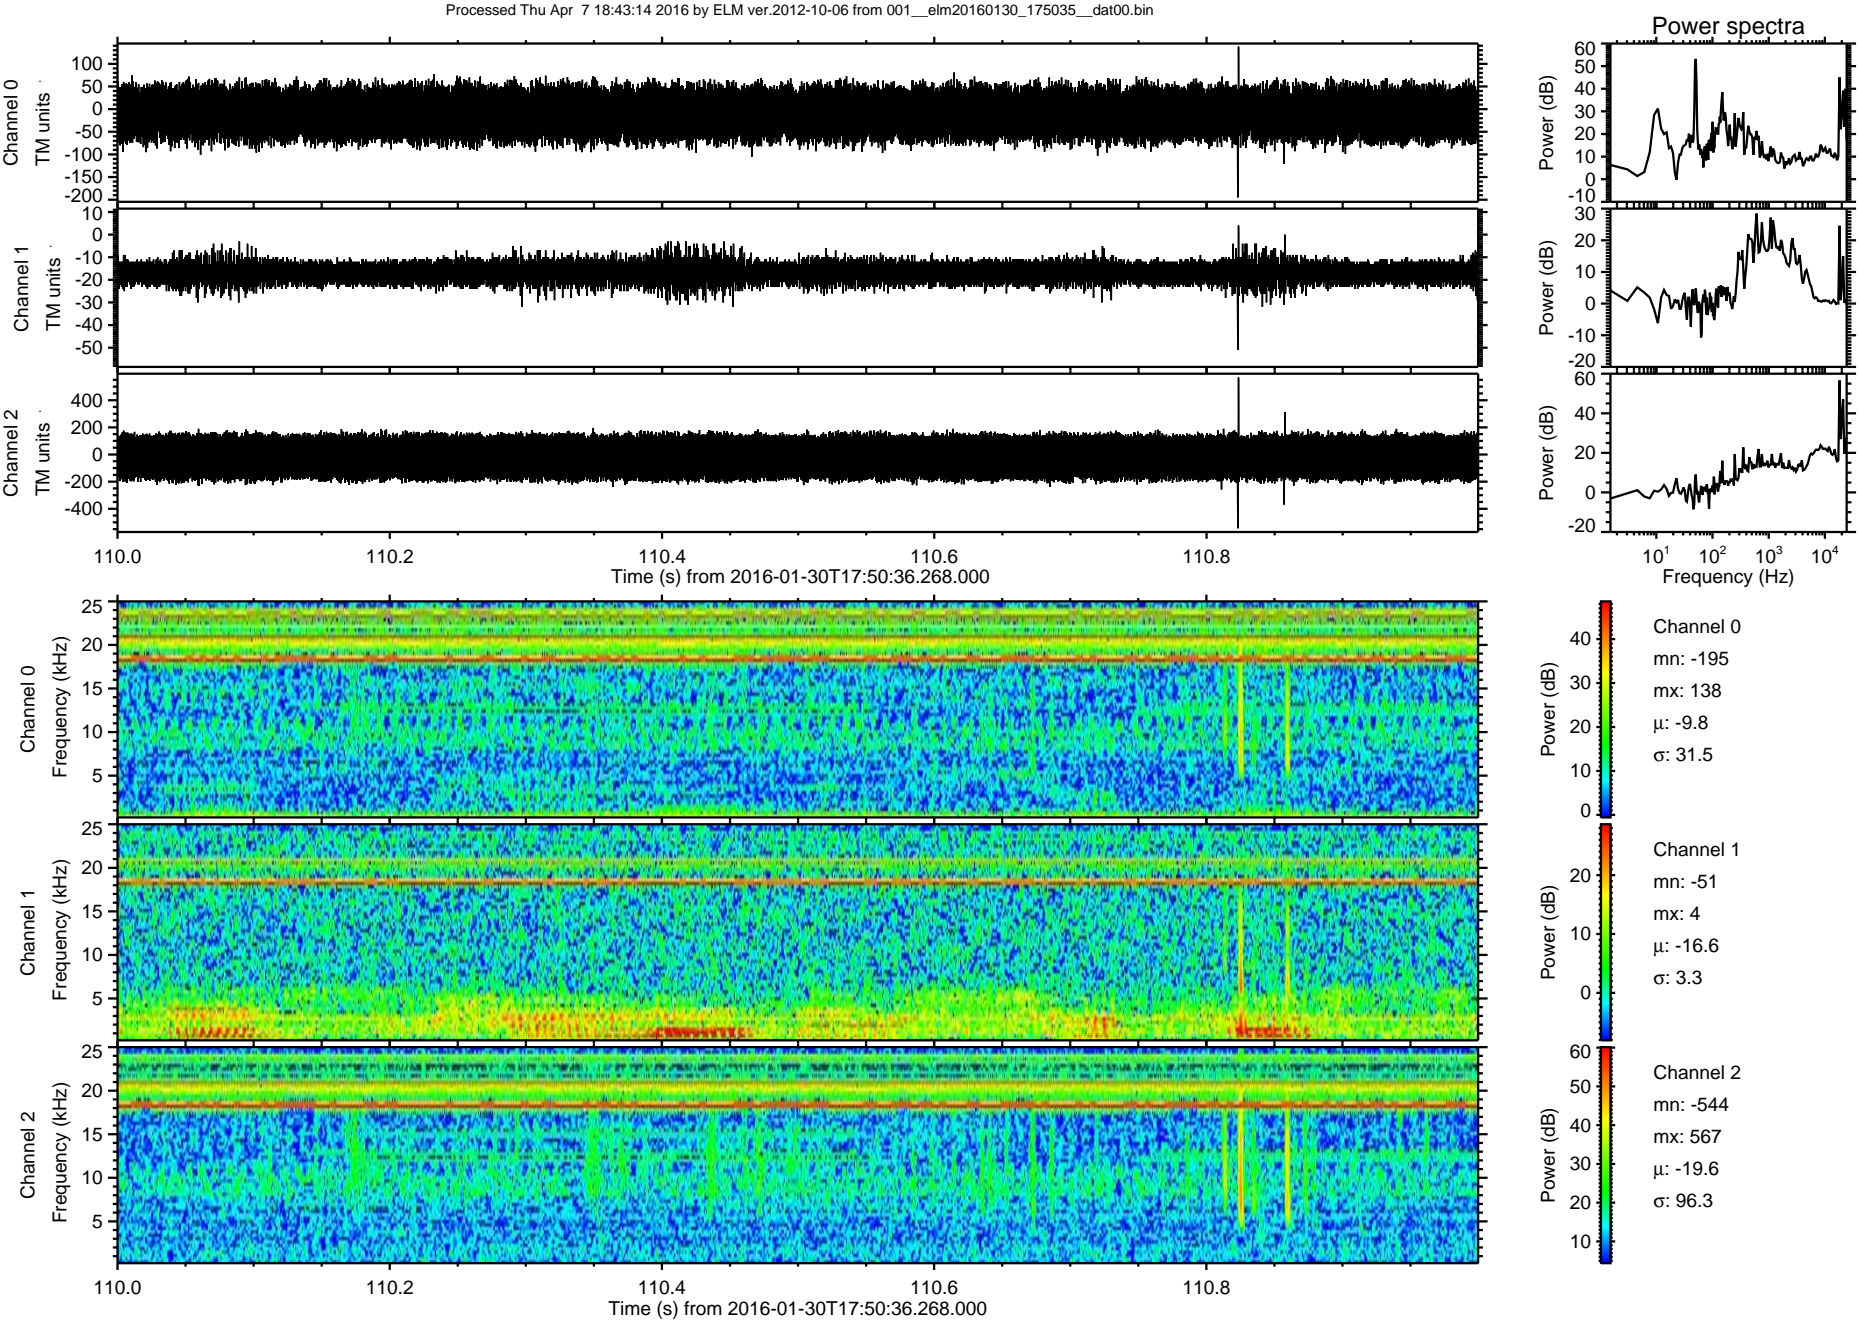 Processed Thu Apr  7 18:43:14 2016 by ELM ver.2012-10-06 from 001__elm20160130_175035__dat00.bin
Power spectra
Channel 0
TM units
100
50
0
-50
-100
-150
-200
Power (dB)
60
50
40
30
20
10
0
-10
Channel 1
TM units
10
0
-10
-20
-30
-40
-50
Power (dB)
30
20
10
0
-10
-20
Channel 2
TM units
400
200
0
-200
-400
Power (dB)
60
40
20
0
-20
110.0 110.2 110.4 110.6 110.8
Time (s) from 2016-01-30T17:50:36.268.000
10¹ 10² 10³ 10⁴
Frequency (Hz)
Channel 0
Frequency (kHz)
25
20
15
10
5
Power (dB)
40
30
20
10
0
Channel 0
mn: -195
mx: 138
μ: -9.8
σ: 31.5
Channel 1
Frequency (kHz)
25
20
15
10
5
Power (dB)
20
10
0
Channel 1
mn: -51
mx: 4
μ: -16.6
σ: 3.3
Channel 2
Frequency (kHz)
25
20
15
10
5
Power (dB)
60
50
40
30
20
10
Channel 2
mn: -544
mx: 567
μ: -19.6
σ: 96.3
110.0 110.2 110.4 110.6 110.8
Time (s) from 2016-01-30T17:50:36.268.000